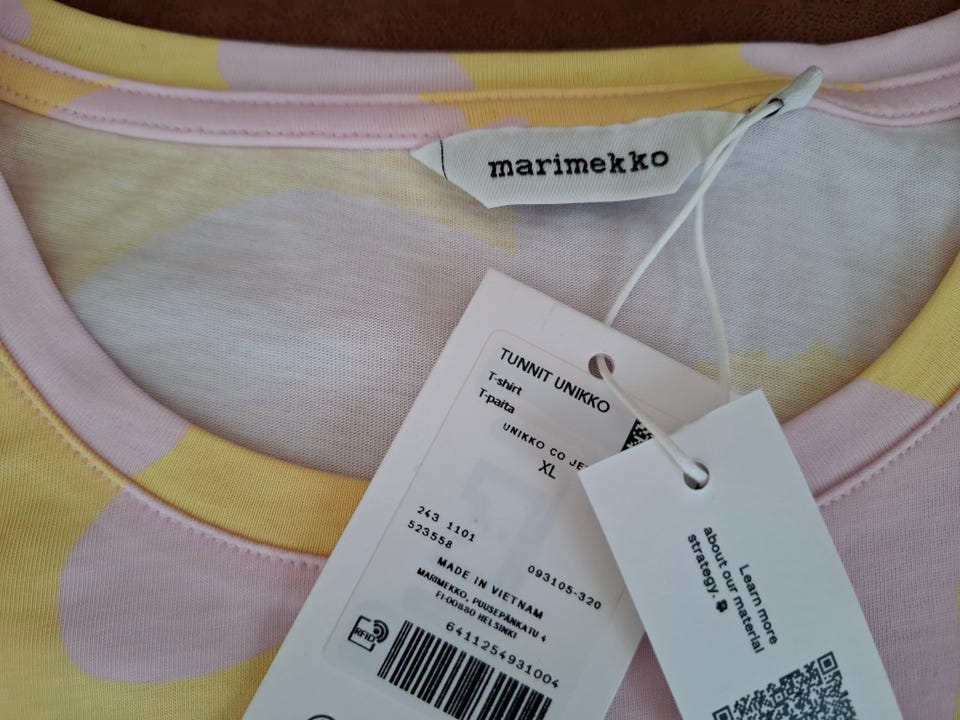 marimekko
TUNNIT UNIKKO
T-shirt
T-paita
UNIKKO CO JE
XL
243 1101
523558
093105-320
MADE IN VIETNAM
MARIMEKKO, PUUSEPÄNKATU 4
FI-00880 HELSINKI
RFID
6411254931004
Learn more
about our material
strategy.